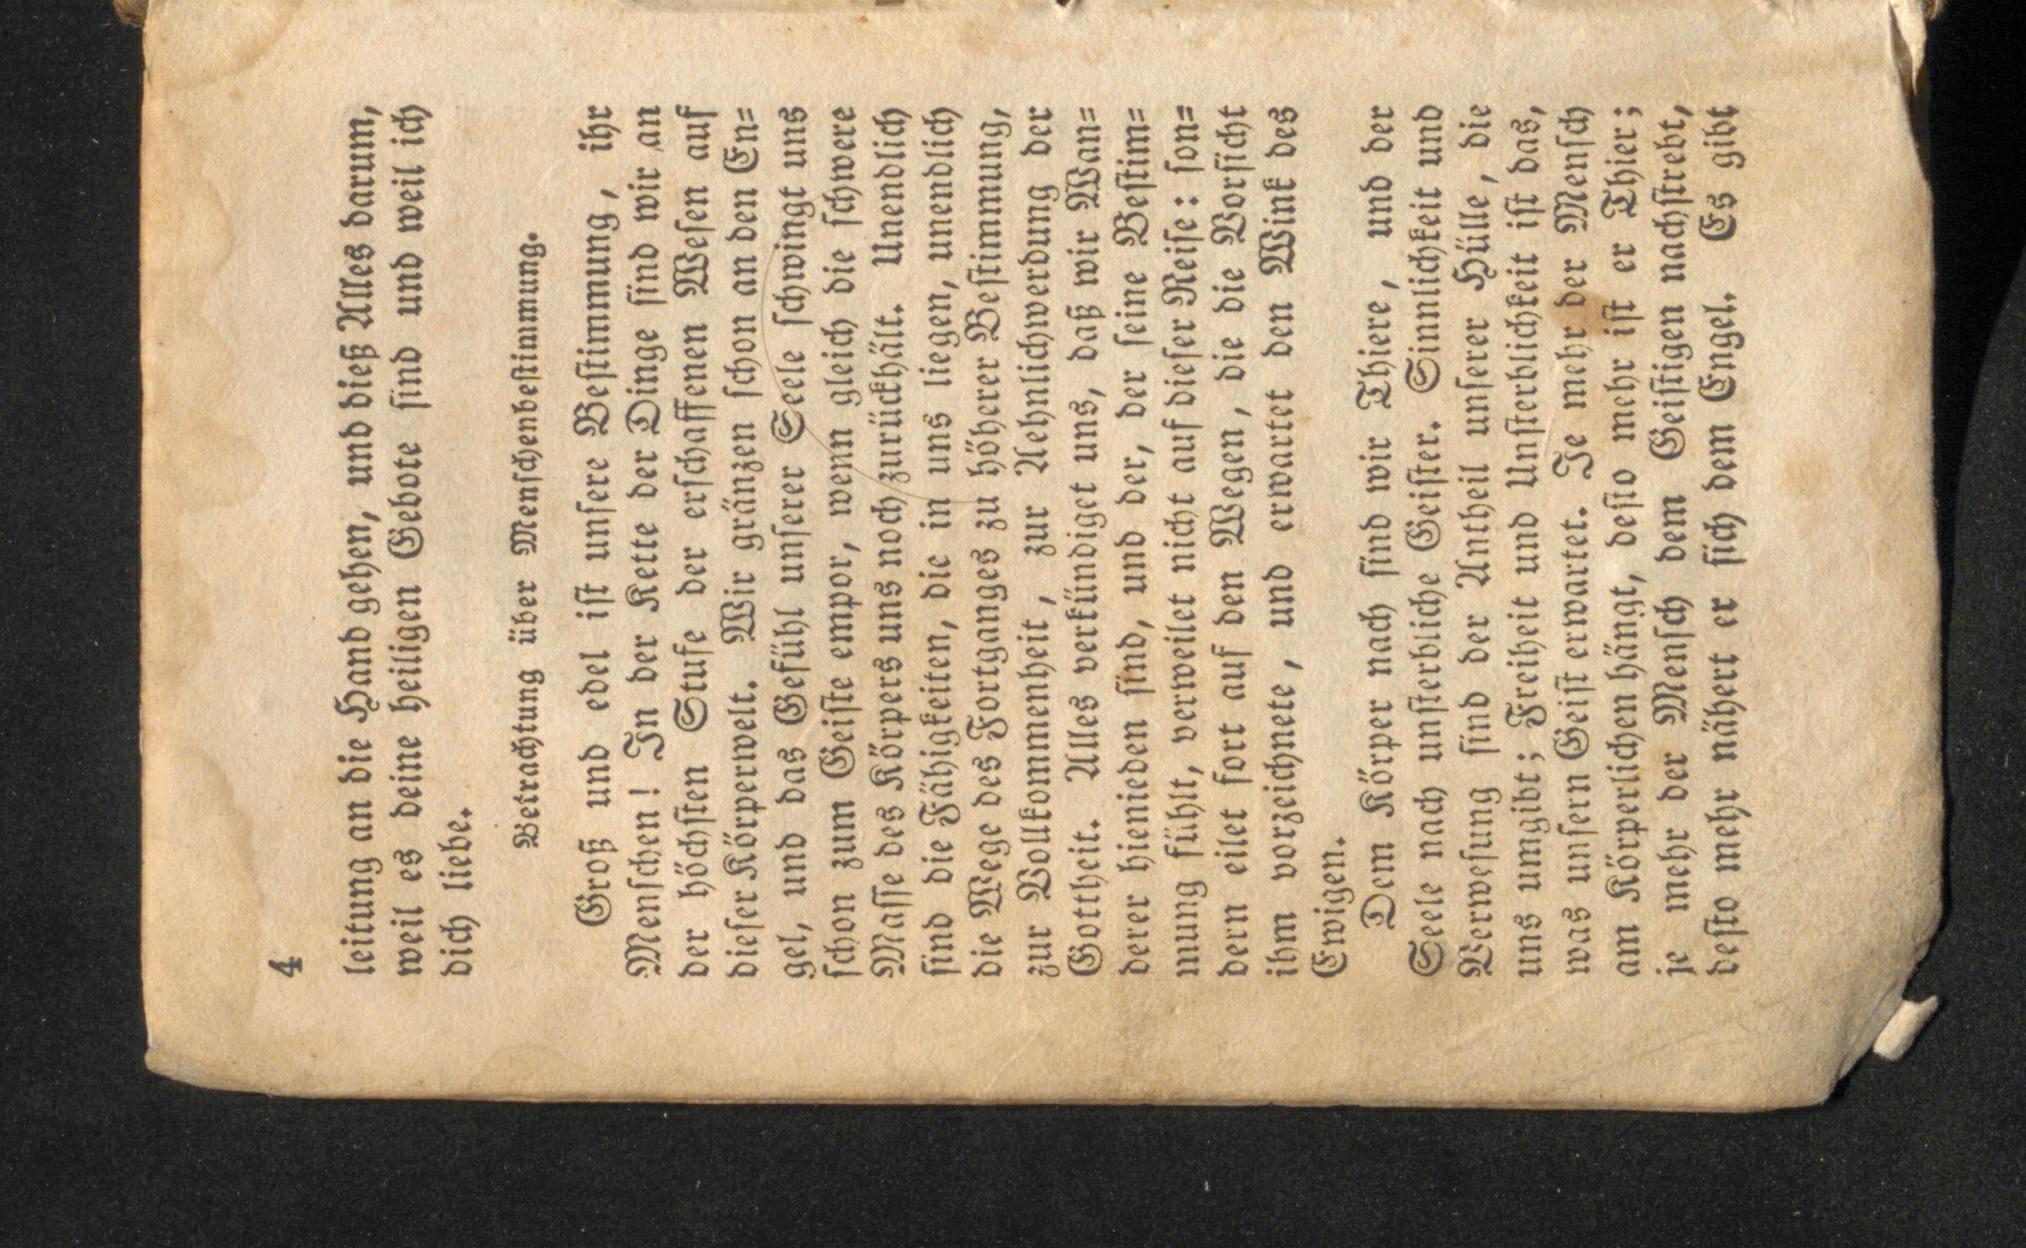 4
leitung an die Hand gehen, und dieß Alles darum,
weil es deine heiligen Gebote sind und weil ich
dich liebe.
Betrachtung über Menschenbestimmung.
Groß und edel ist unsere Bestimmung, ihr
Menschen! In der Kette der Dinge sind wir an
der höchsten Stufe der erschaffenen Wesen auf
dieser Körperwelt. Wir gränzen schon an den En=
gel, und das Gefühl unserer Seele schwingt uns
schon zum Geiste empor, wenn gleich die schwere
Masse des Körpers uns noch zurückhält. Unendlich
sind die Fähigkeiten, die in uns liegen, unendlich
die Wege des Fortganges zu höherer Bestimmung,
zur Vollkommenheit, zur Aehnlichwerdung der
Gottheit. Alles verkündiget uns, daß wir Wan=
derer hienieden sind, und der, der seine Bestim=
mung fühlt, verweilet nicht auf dieser Reise: son=
dern eilet fort auf den Wegen, die die Vorsicht
ihm vorzeichnete, und erwartet den Wink des
Ewigen.
Dem Körper nach sind wir Thiere, und der
Seele nach unsterbliche Geister. Sinnlichkeit und
Verwesung sind der Antheil unserer Hülle, die
uns umgibt; Freiheit und Unsterblichkeit ist das,
was unsern Geist erwartet. Je mehr der Mensch
am Körperlichen hängt, desto mehr ist er Thier;
je mehr der Mensch dem Geistigen nachstrebt,
desto mehr nähert er sich dem Engel. Es gibt